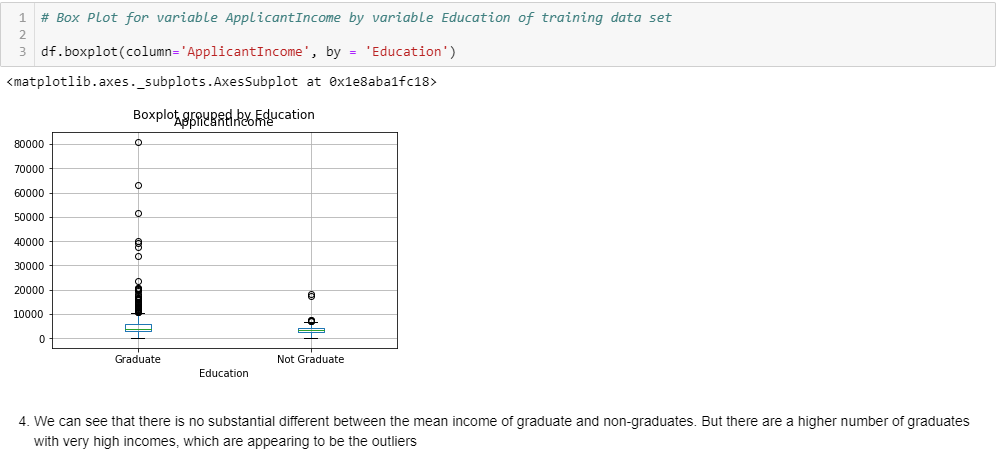 1 # Box Plot for variable ApplicantIncome by variable Education of training data set
2
3 df.boxplot(column='ApplicantIncome', by = 'Education')
<matplotlib.axes._subplots.AxesSubplot at 0x1e8aba1fc18>
Boxplot grouped by Education
ApplicantIncome
80000
70000
60000
50000
40000
30000
20000
10000
0
Graduate Not Graduate
Education
4. We can see that there is no substantial different between the mean income of graduate and non-graduates. But there are a higher number of graduates
with very high incomes, which are appearing to be the outliers